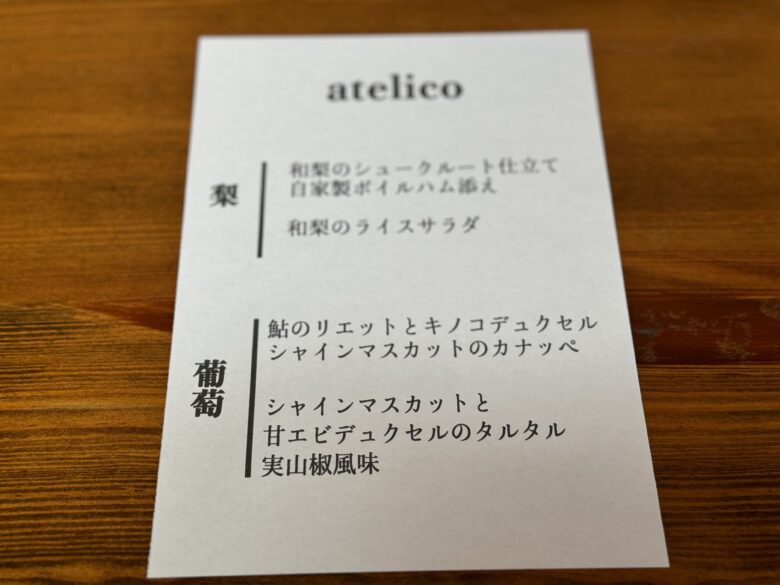 atelico
梨
和梨のシュークルート仕立て
自家製ボイルハム添え
和梨のライスサラダ
葡萄
鮎のリエットとキノコデュクセル
シャインマスカットのカナッペ
シャインマスカットと
甘エビデュクセルのタルタル
実山椒風味